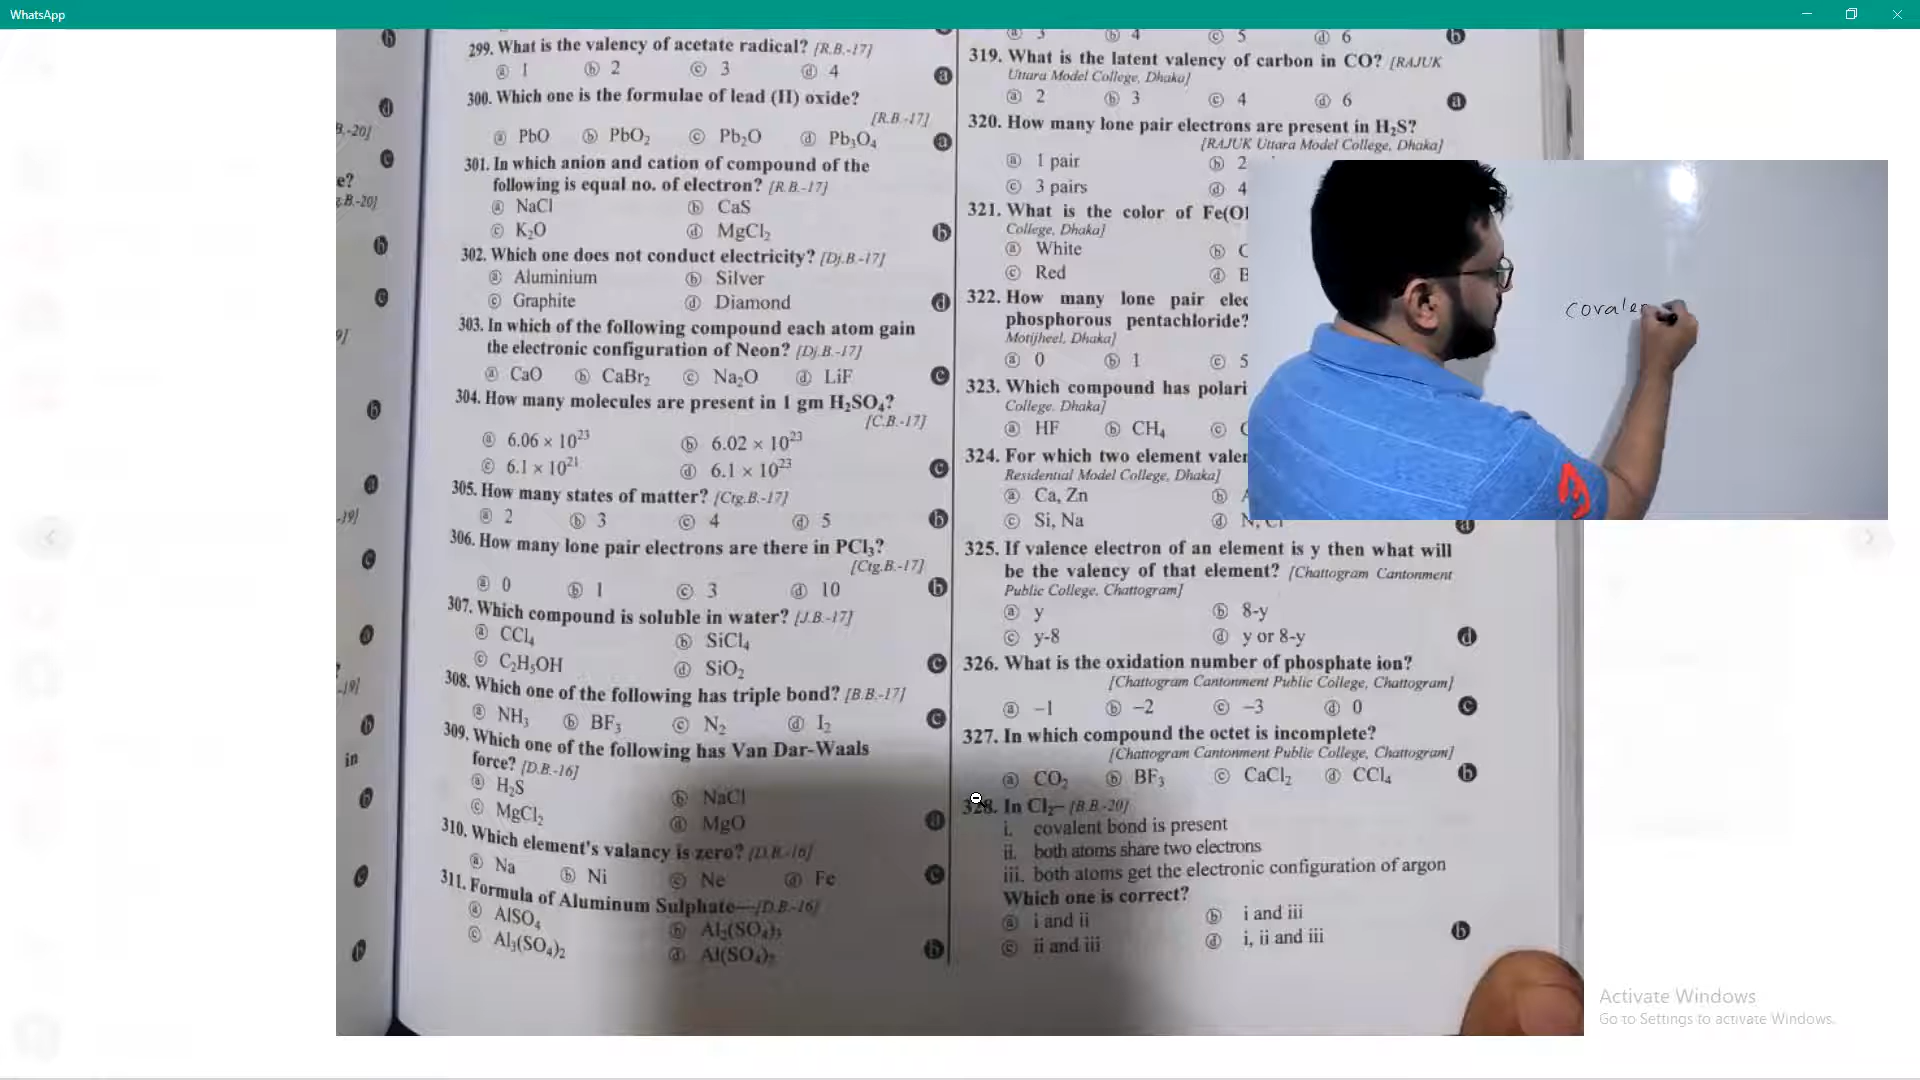 WhatsApp
299. What is the valency of acetate radical? [R.B.-17]
ⓐ 1 ⓑ 2 ⓒ 3 ⓓ 4 ⓐ
300. Which one is the formulae of lead (II) oxide?
[R.B.-17]
ⓐ PbO ⓑ PbO₂ ⓒ Pb₂O ⓓ Pb₃O₄ ⓐ
301. In which anion and cation of compound of the
following is equal no. of electron? [R.B.-17]
ⓐ NaCl ⓑ CaS
ⓒ K₂O ⓓ MgCl₂ ⓑ
302. Which one does not conduct electricity? [Dj.B.-17]
ⓐ Aluminium ⓑ Silver
ⓒ Graphite ⓓ Diamond ⓓ
303. In which of the following compound each atom gain
the electronic configuration of Neon? [Dj.B.-17]
ⓐ CaO ⓑ CaBr₂ ⓒ Na₂O ⓓ LiF ⓒ
304. How many molecules are present in 1 gm H₂SO₄?
[C.B.-17]
ⓐ 6.06 × 10²³ ⓑ 6.02 × 10²³
ⓒ 6.1 × 10²¹ ⓓ 6.1 × 10²³ ⓒ
305. How many states of matter? [Ctg.B.-17]
ⓐ 2 ⓑ 3 ⓒ 4 ⓓ 5 ⓑ
306. How many lone pair electrons are there in PCl₃?
[Ctg.B.-17]
ⓐ 0 ⓑ 1 ⓒ 3 ⓓ 10 ⓑ
307. Which compound is soluble in water? [J.B.-17]
ⓐ CCl₄ ⓑ SiCl₄
ⓒ C₂H₅OH ⓓ SiO₂ ⓒ
308. Which one of the following has triple bond? [B.B.-17]
ⓐ NH₃ ⓑ BF₃ ⓒ N₂ ⓓ I₂ ⓒ
309. Which one of the following has Van Dar-Waals
force? [D.B.-16]
ⓐ H₂S ⓑ NaCl
ⓒ MgCl₂ ⓓ MgO ⓐ
310. Which element's valancy is zero? [D.B.-16]
ⓐ Na ⓑ Ni ⓒ Ne ⓓ Fe ⓒ
311. Formula of Aluminum Sulphate—[D.B.-16]
ⓐ AlSO₄ ⓑ Al₂(SO₄)₃
ⓒ Al₃(SO₄)₂ ⓓ Al(SO₄)₂ ⓑ
ⓐ 3 ⓑ 4 ⓒ 5 ⓓ 6 ⓑ
319. What is the latent valency of carbon in CO? [RAJUK
Uttara Model College, Dhaka]
ⓐ 2 ⓑ 3 ⓒ 4 ⓓ 6 ⓐ
320. How many lone pair electrons are present in H₂S?
[RAJUK Uttara Model College, Dhaka]
ⓐ 1 pair ⓑ 2
ⓒ 3 pairs ⓓ 4
321. What is the color of
College, Dhaka]
ⓐ White ⓑ
ⓒ Red ⓓ
322. How many lone pair
phosphorous pentachloride?
Motijheel, Dhaka]
ⓐ 0 ⓑ 1 ⓒ 5
323. Which compound has
College, Dhaka]
ⓐ HF ⓑ CH₄ ⓒ
324. For which two element
Residential Model College, Dhaka]
ⓐ Ca, Zn ⓑ
ⓒ Si, Na ⓓ N, Cl ⓓ
325. If valence electron of an element is y then what will
be the valency of that element? [Chattogram Cantonment
Public College, Chattogram]
ⓐ y ⓑ 8-y
ⓒ y-8 ⓓ y or 8-y ⓓ
326. What is the oxidation number of phosphate ion?
[Chattogram Cantonment Public College, Chattogram]
ⓐ −1 ⓑ −2 ⓒ −3 ⓓ 0 ⓒ
327. In which compound the octet is incomplete?
[Chattogram Cantonment Public College, Chattogram]
ⓐ CO₂ ⓑ BF₃ ⓒ CaCl₂ ⓓ CCl₄ ⓑ
328. In Cl₂– [B.B.-20]
i. covalent bond is present
ii. both atoms share two electrons
iii. both atoms get the electronic configuration of argon
Which one is correct?
ⓐ i and ii ⓑ i and iii
ⓒ ii and iii ⓓ i, ii and iii ⓑ
Activate Windows
Go to Settings to activate Windows.